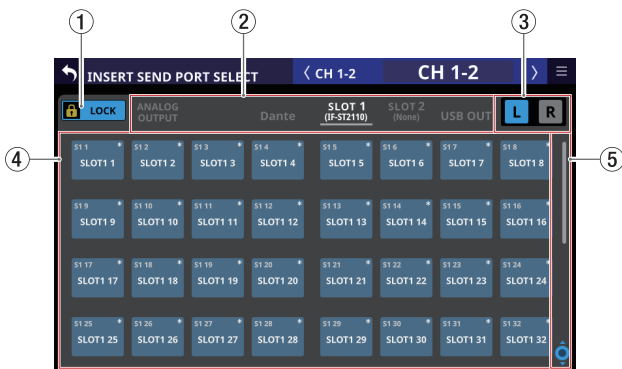 1 2 3
INSERT SEND PORT SELECT CH 1-2 CH 1-2
LOCK ANALOG OUTPUT Dante SLOT 1 (IF-ST2110) SLOT 2 (None) USB OUT L R
4 5
S1 1 * S1 2 * S1 3 * S1 4 * S1 5 * S1 6 * S1 7 * S1 8 *
SLOT1 1 SLOT1 2 SLOT1 3 SLOT1 4 SLOT1 5 SLOT1 6 SLOT1 7 SLOT1 8
S1 9 * S1 10 * S1 11 * S1 12 * S1 13 * S1 14 * S1 15 * S1 16 *
SLOT1 9 SLOT1 10 SLOT1 11 SLOT1 12 SLOT1 13 SLOT1 14 SLOT1 15 SLOT1 16
S1 17 * S1 18 * S1 19 * S1 20 * S1 21 * S1 22 * S1 23 * S1 24 *
SLOT1 17 SLOT1 18 SLOT1 19 SLOT1 20 SLOT1 21 SLOT1 22 SLOT1 23 SLOT1 24
S1 25 * S1 26 * S1 27 * S1 28 * S1 29 * S1 30 * S1 31 * S1 32 *
SLOT1 25 SLOT1 26 SLOT1 27 SLOT1 28 SLOT1 29 SLOT1 30 SLOT1 31 SLOT1 32